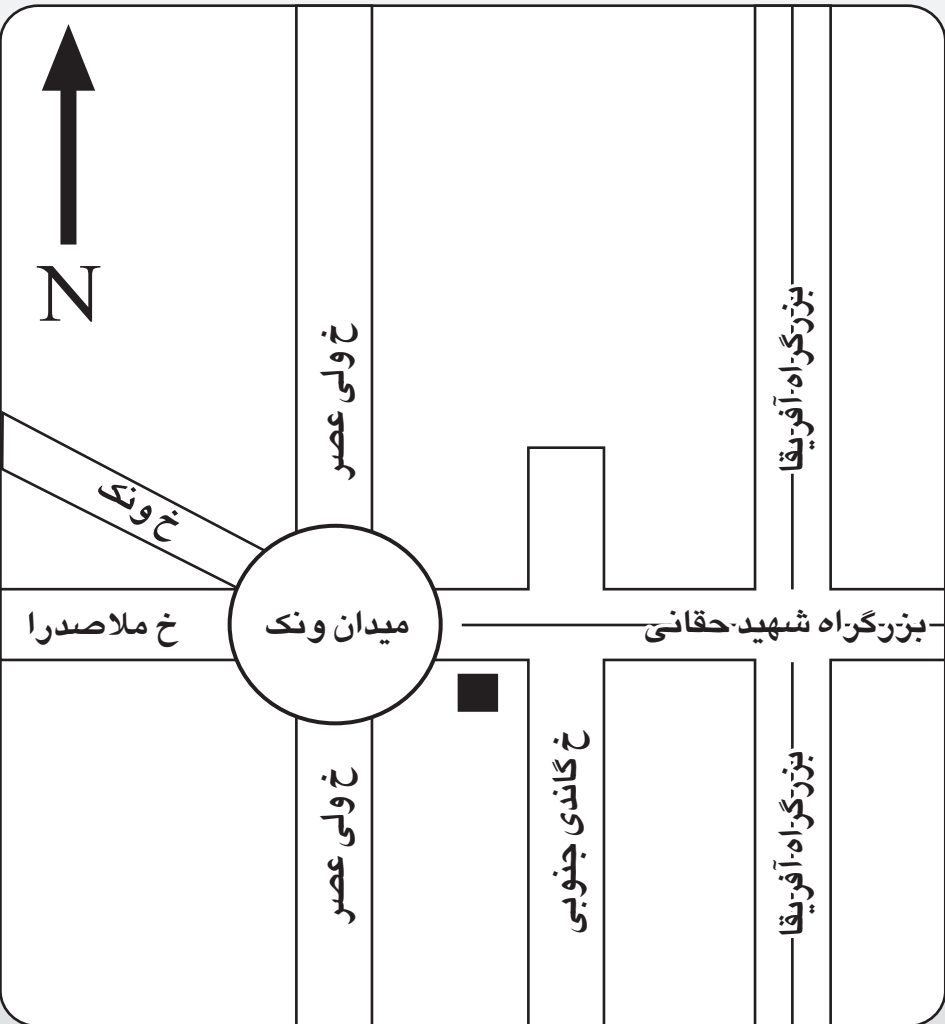 N
خ ولی عصر
بزرگراه آفریقا
خ ونک
بزرگراه شهید حقانی
میدان ونک
خ ملاصدرا
بزرگراه آفریقا
خ گاندی جنوبی
خ ولی عصر